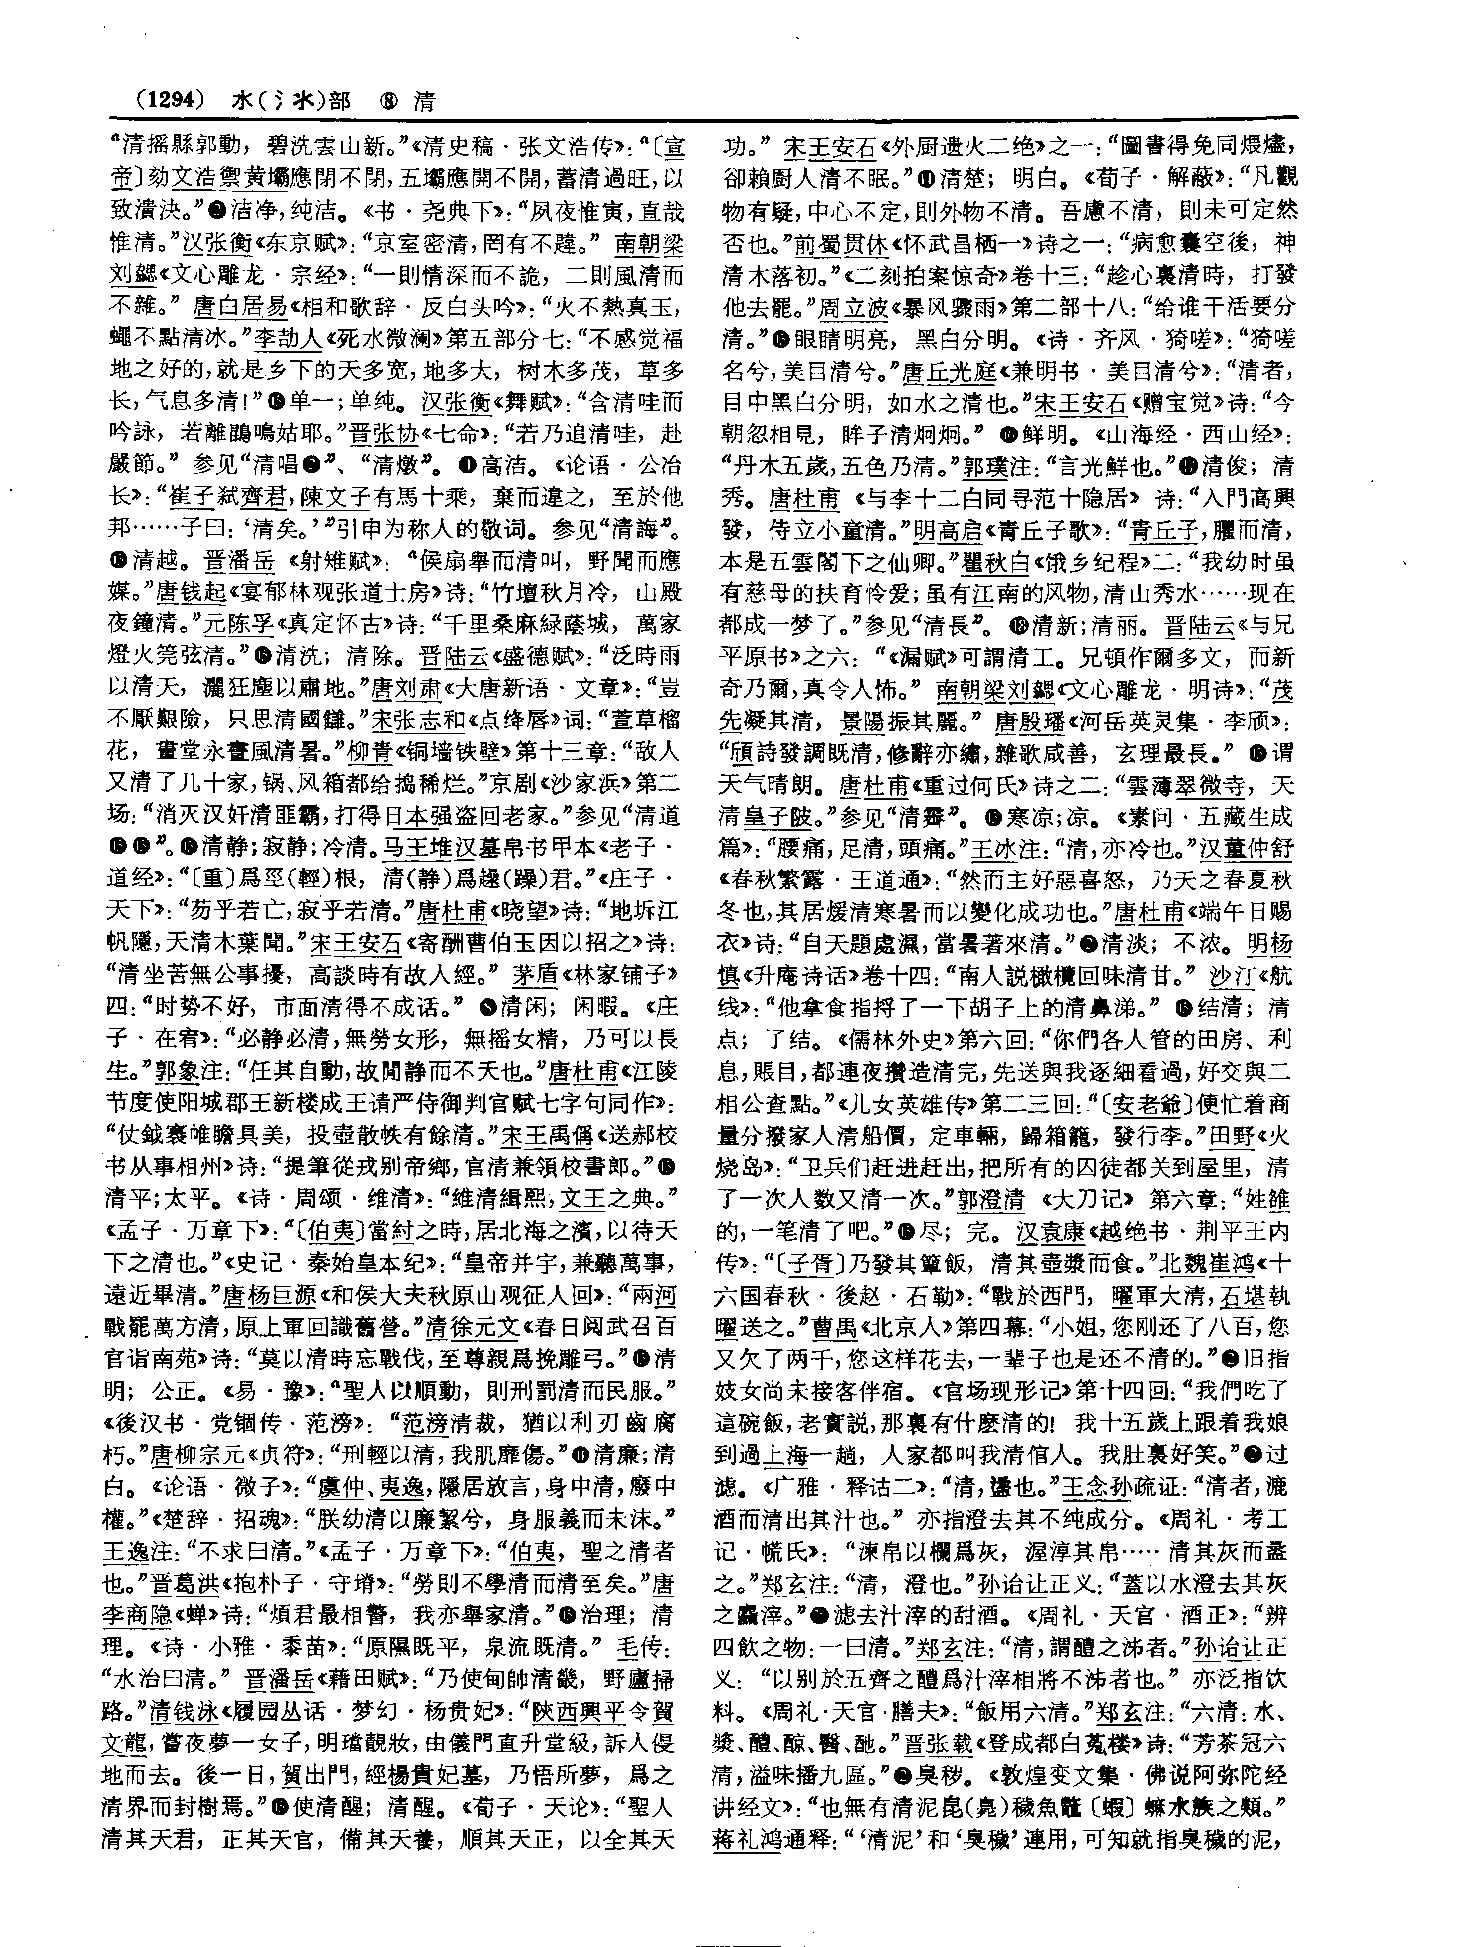 （1294） 水（氵氺）部 ⑧ 清
“清摇縣郭動，碧洗雲山新。”《清史稿·张文浩传》：“〔宣
帝〕劾文浩禦黄壩應閉不閉，五壩應開不開，蓄清過旺，以
致潰決。”❷洁净，纯洁。《书·尧典下》：“夙夜惟寅，直哉
惟清。”汉张衡《东京赋》：“京室密清，罔有不韙。” 南朝梁
刘勰《文心雕龙·宗经》：“一則情深而不詭，二則風清而
不雜。” 唐白居易《相和歌辞·反白头吟》：“火不熱真玉，
蠅不點清冰。”李劼人《死水微澜》第五部分七：“不感觉福
地之好的，就是乡下的天多宽，地多大，树木多茂，草多
长，气息多清！”单一；单纯。汉张衡《舞赋》：“含清哇而
吟詠，若離鵾鳴姑耶。”晋张协《七命》：“若乃追清哇，赴
嚴節。” 参见“清唱❷”、“清燉”。高洁。《论语·公冶
长》：“崔子弑齊君，陳文子有馬十乘，棄而違之，至於他
邦……子曰：‘清矣。’”引申为称人的敬词。参见“清誨”。
清越。晋潘岳《射雉赋》：“侯扇舉而清叫，野聞而應
媒。”唐钱起《宴郁林观张道士房》诗：“竹壇秋月冷，山殿
夜鐘清。”元陈孚《真定怀古》诗：“千里桑麻緑蔭城，萬家
燈火筦弦清。”清洗；清除。晋陆云《盛德赋》：“泛時雨
以清天，灑狂塵以肅地。”唐刘肃《大唐新语·文章》：“豈
不厭艱險，只思清國讎。”宋张志和《点绛唇》词：“萱草榴
花，畫堂永晝風清暑。”柳青《铜墙铁壁》第十三章：“敌人
又清了几十家，锅、风箱都给捣稀烂。”京剧《沙家浜》第二
场：“消灭汉奸清匪霸，打得日本强盗回老家。”参见“清道
”。清静；寂静；冷清。马王堆汉墓帛书甲本《老子·
道经》：“〔重〕爲巠（輕）根，清（静）爲趮（躁）君。”《庄子·
天下》：“芴乎若亡，寂乎若清。”唐杜甫《晓望》诗：“地坼江
帆隱，天清木葉聞。”宋王安石《寄酬曹伯玉因以招之》诗：
“清坐苦無公事擾，高談時有故人經。” 茅盾《林家铺子》
四：“时势不好，市面清得不成话。” 清闲；闲暇。《庄
子·在宥》：“必静必清，無勞女形，無摇女精，乃可以長
生。”郭象注：“任其自動，故閒静而不夭也。”唐杜甫《江陵
节度使阳城郡王新楼成王请严侍御判官赋七字句同作》：
“仗鉞褰帷瞻具美，投壺散帙有餘清。”宋王禹偁《送郝校
书从事相州》诗：“提筆從戎别帝鄉，官清兼領校書郎。”
清平；太平。《诗·周颂·维清》：“維清緝熙，文王之典。”
《孟子·万章下》：“〔伯夷〕當紂之時，居北海之濱，以待天
下之清也。”《史记·秦始皇本纪》：“皇帝并宇，兼聽萬事，
遠近畢清。”唐杨巨源《和侯大夫秋原山观征人回》：“兩河
戰罷萬方清，原上軍回識舊營。”清徐元文《春日阅武召百
官诣南苑》诗：“莫以清時忘戰伐，至尊親爲挽雕弓。”清
明；公正。《易·豫》：“聖人以順動，則刑罰清而民服。”
《後汉书·党锢传·范滂》：“范滂清裁，猶以利刃齒腐
朽。”唐柳宗元《贞符》：“刑輕以清，我肌靡傷。”清廉；清
白。《论语·微子》：“虞仲、夷逸，隱居放言，身中清，廢中
權。”《楚辞·招魂》：“朕幼清以廉絜兮，身服義而未沬。”
王逸注：“不求曰清。”《孟子·万章下》：“伯夷，聖之清者
也。”晋葛洪《抱朴子·守塉》：“勞則不學清而清至矣。”唐
李商隐《蝉》诗：“煩君最相警，我亦舉家清。”治理；清
理。《诗·小雅·黍苗》：“原隰既平，泉流既清。” 毛传：
“水治曰清。” 晋潘岳《藉田赋》：“乃使甸帥清畿，野廬掃
路。”清钱泳《履园丛话·梦幻·杨贵妃》：“陝西興平令賀
文龍，嘗夜夢一女子，明璫靚妝，由儀門直升堂級，訴人侵
地而去。後一日，賀出門，經楊貴妃墓，乃悟所夢，爲之
清界而封樹焉。”使清醒；清醒。《荀子·天论》：“聖人
清其天君，正其天官，備其天養，順其天正，以全其天
功。” 宋王安石《外厨遗火二绝》之一：“圖書得免同煨燼，
卻賴厨人清不眠。”清楚；明白。《荀子·解蔽》：“凡觀
物有疑，中心不定，則外物不清。吾慮不清，則未可定然
否也。”前蜀贯休《怀武昌栖一》诗之一：“病愈囊空後，神
清木落初。”《二刻拍案惊奇》卷十三：“趁心裏清時，打發
他去罷。”周立波《暴风骤雨》第二部十八：“给谁干活要分
清。”眼睛明亮，黑白分明。《诗·齐风·猗嗟》：“猗嗟
名兮，美目清兮。”唐丘光庭《兼明书·美目清兮》：“清者，
目中黑白分明，如水之清也。”宋王安石《赠宝觉》诗：“今
朝忽相見，眸子清炯炯。” 鲜明。《山海经·西山经》：
“丹木五歲，五色乃清。”郭璞注：“言光鮮也。”清俊；清
秀。唐杜甫《与李十二白同寻范十隐居》诗：“入門高興
發，侍立小童清。”明高启《青丘子歌》：“青丘子，臞而清，
本是五雲閣下之仙卿。”瞿秋白《饿乡纪程》二：“我幼时虽
有慈母的扶育怜爱；虽有江南的风物，清山秀水……现在
都成一梦了。”参见“清長”。清新；清丽。晋陆云《与兄
平原书》之六：“《漏赋》可謂清工。兄頓作爾多文，而新
奇乃爾，真令人怖。” 南朝梁刘勰《文心雕龙·明诗》：“茂
先凝其清，景陽振其麗。” 唐殷璠《河岳英灵集·李颀》：
“頎詩發調既清，修辭亦繡，雜歌咸善，玄理最長。” 谓
天气晴朗。唐杜甫《重过何氏》诗之二：“雲薄翠微寺，天
清皇子陂。”参见“清霽”。寒凉；凉。《素问·五藏生成
篇》：“腰痛，足清，頭痛。”王冰注：“清，亦冷也。”汉董仲舒
《春秋繁露·王道通》：“然而主好惡喜怒，乃天之春夏秋
冬也，其居煖清寒暑而以變化成功也。”唐杜甫《端午日赐
衣》诗：“自天題處濕，當暑著來清。”清淡；不浓。明杨
慎《升庵诗话》卷十四：“南人説橄欖回味清甘。” 沙汀《航
线》：“他拿食指捋了一下胡子上的清鼻涕。” 结清；清
点；了结。《儒林外史》第六回：“你們各人管的田房、利
息，賬目，都連夜攢造清完，先送與我逐細看過，好交與二
相公查點。”《儿女英雄传》第二三回：“〔安老爺〕便忙着商
量分撥家人清船價，定車輛，歸箱籠，發行李。”田野《火
烧岛》：“卫兵们赶进赶出，把所有的囚徒都关到屋里，清
了一次人数又清一次。”郭澄清《大刀记》第六章：“姓雒
的，一笔清了吧。”尽；完。汉袁康《越绝书·荆平王内
传》：“〔子胥〕乃發其簞飯，清其壺漿而食。”北魏崔鸿《十
六国春秋·後赵·石勒》：“戰於西門，曜軍大清，石堪執
曜送之。”曹禺《北京人》第四幕：“小姐，您刚还了八百，您
又欠了两千，您这样花去，一辈子也是还不清的。”旧指
妓女尚未接客伴宿。《官场现形记》第十四回：“我們吃了
這碗飯，老實説，那裏有什麽清的！我十五歲上跟着我娘
到過上海一趟，人家都叫我清倌人。我肚裏好笑。”过
滤。《广雅·释诂二》：“清，盪也。”王念孙疏证：“清者，漉
酒而清出其汁也。” 亦指澄去其不纯成分。《周礼·考工
记·㡛氏》：“湅帛以欄爲灰，渥淳其帛……清其灰而盝
之。”郑玄注：“清，澄也。”孙诒让正义：“蓋以水澄去其灰
之麤滓。”滤去汁滓的甜酒。《周礼·天官·酒正》：“辨
四飲之物：一曰清。”郑玄注：“清，謂醴之泲者。”孙诒让正
义：“以别於五齊之醴爲汁滓相將不泲者也。” 亦泛指饮
料。《周礼·天官·膳夫》：“飯用六清。”郑玄注：“六清：水、
漿、醴、䣼、醫、酏。”晋张载《登成都白菟楼》诗：“芳荼冠六
清，溢味播九區。”臭秽。《敦煌变文集·佛说阿弥陀经
讲经文》：“也無有清泥臰（臭）穢魚鼈〔蝦〕蟆水族之類。”
蒋礼鸿通释：“‘清泥’和‘臭穢’連用，可知就指臭穢的泥，